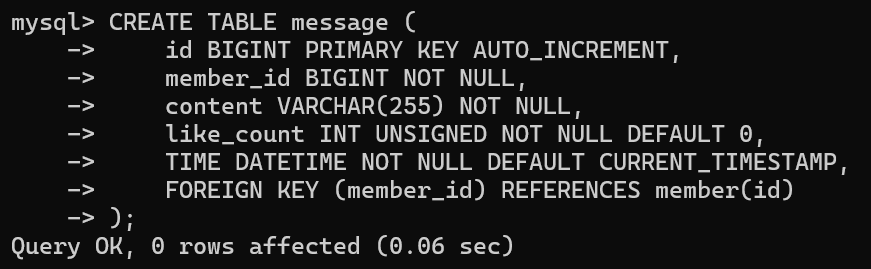 mysql> CREATE TABLE message (
    ->     id BIGINT PRIMARY KEY AUTO_INCREMENT,
    ->     member_id BIGINT NOT NULL,
    ->     content VARCHAR(255) NOT NULL,
    ->     like_count INT UNSIGNED NOT NULL DEFAULT 0,
    ->     TIME DATETIME NOT NULL DEFAULT CURRENT_TIMESTAMP,
    ->     FOREIGN KEY (member_id) REFERENCES member(id)
    -> );
Query OK, 0 rows affected (0.06 sec)